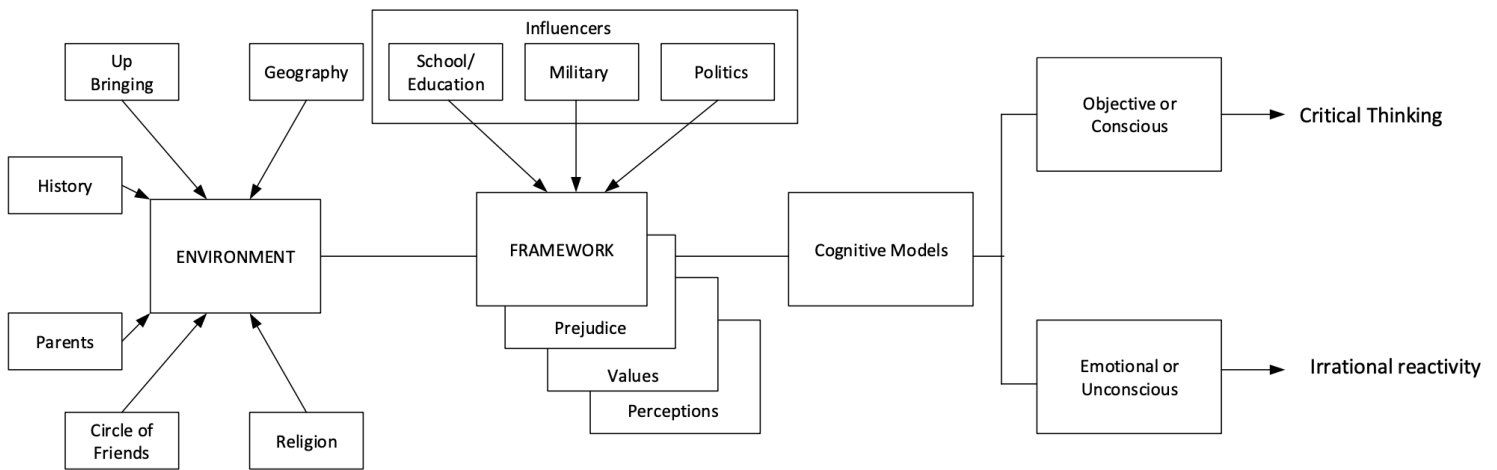 Influencers
Up
Bringing
Geography
School/
Education
Military
Politics
Objective or
Conscious
Critical Thinking
History
ENVIRONMENT
FRAMEWORK
Cognitive Models
Prejudice
Parents
Values
Emotional or
Unconscious
Irrational reactivity
Perceptions
Circle of
Friends
Religion